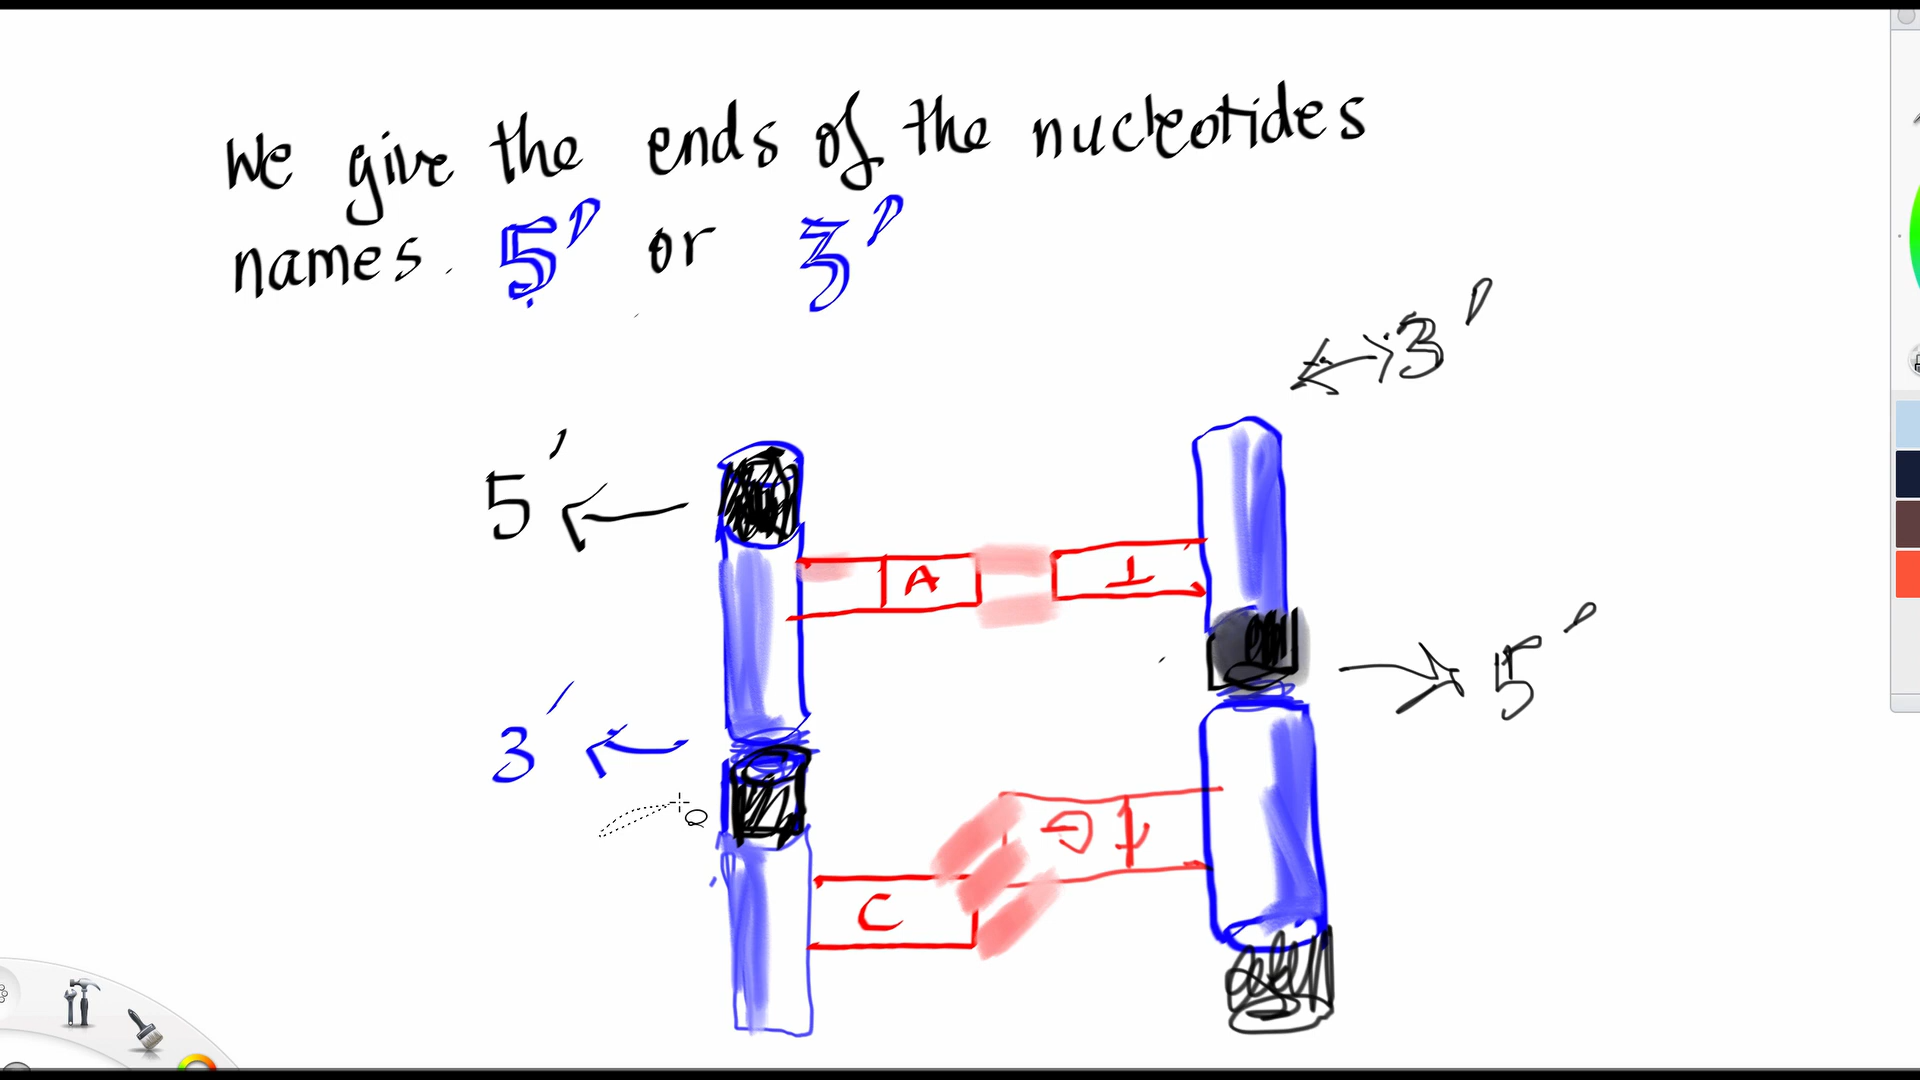 We give the ends of the nucleotides
names. 5' or 3'
3'
5'
A T
5'
3'
G
C